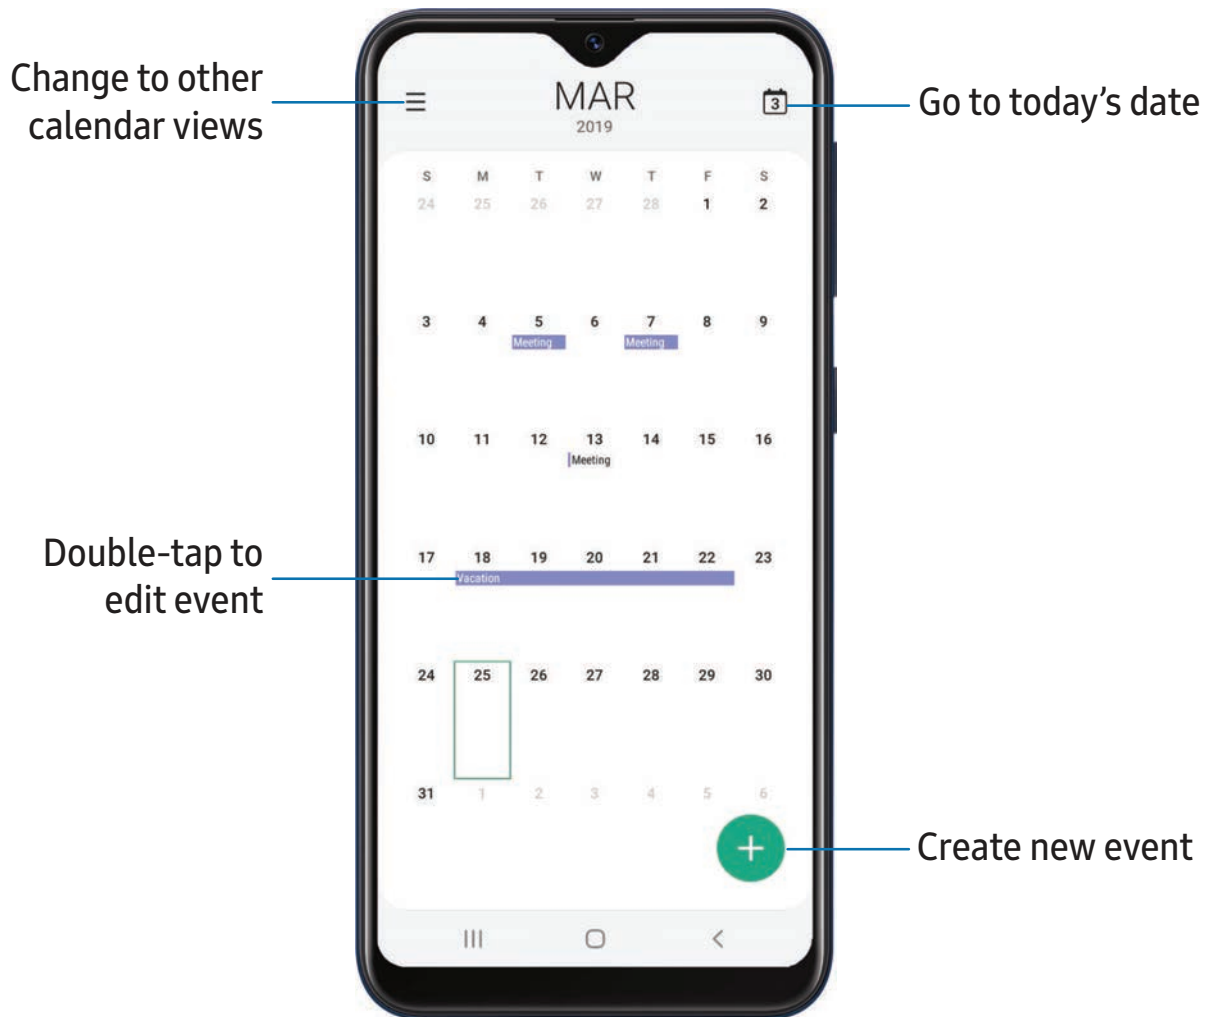 Change to other
calendar views
MAR
2019
3
Go to today's date
S M T W T F S
24 25 26 27 28 1 2
3 4 5 6 7 8 9
Meeting Meeting
10 11 12 13 14 15 16
Meeting
Double-tap to
edit event
17 18 19 20 21 22 23
Vacation
24 25 26 27 28 29 30
31 1 2 3 4 5 6
Create new event